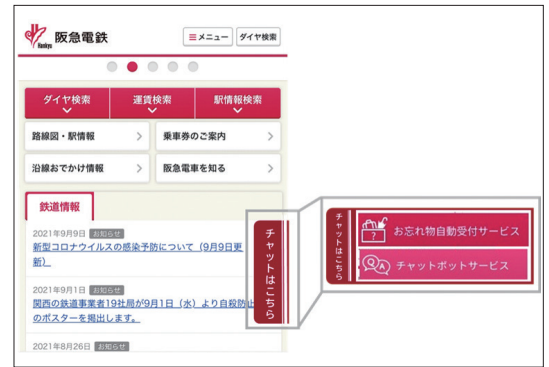 Hankyu
阪急電鉄
メニュー
ダイヤ検索
ダイヤ検索
運賃検索
駅情報検索
路線図・駅情報
乗車券のご案内
沿線おでかけ情報
阪急電車を知る
鉄道情報
2021年9月9日 お知らせ
新型コロナウイルスの感染予防について（9月9日更
新）
2021年9月1日 お知らせ
関西の鉄道事業者19社局が9月1日（水）より自殺防止
のポスターを掲出します。
2021年8月26日 お知らせ
チャットはこちら
チャットはこちら
?
お忘れ物自動受付サービス
Q A
チャットボットサービス